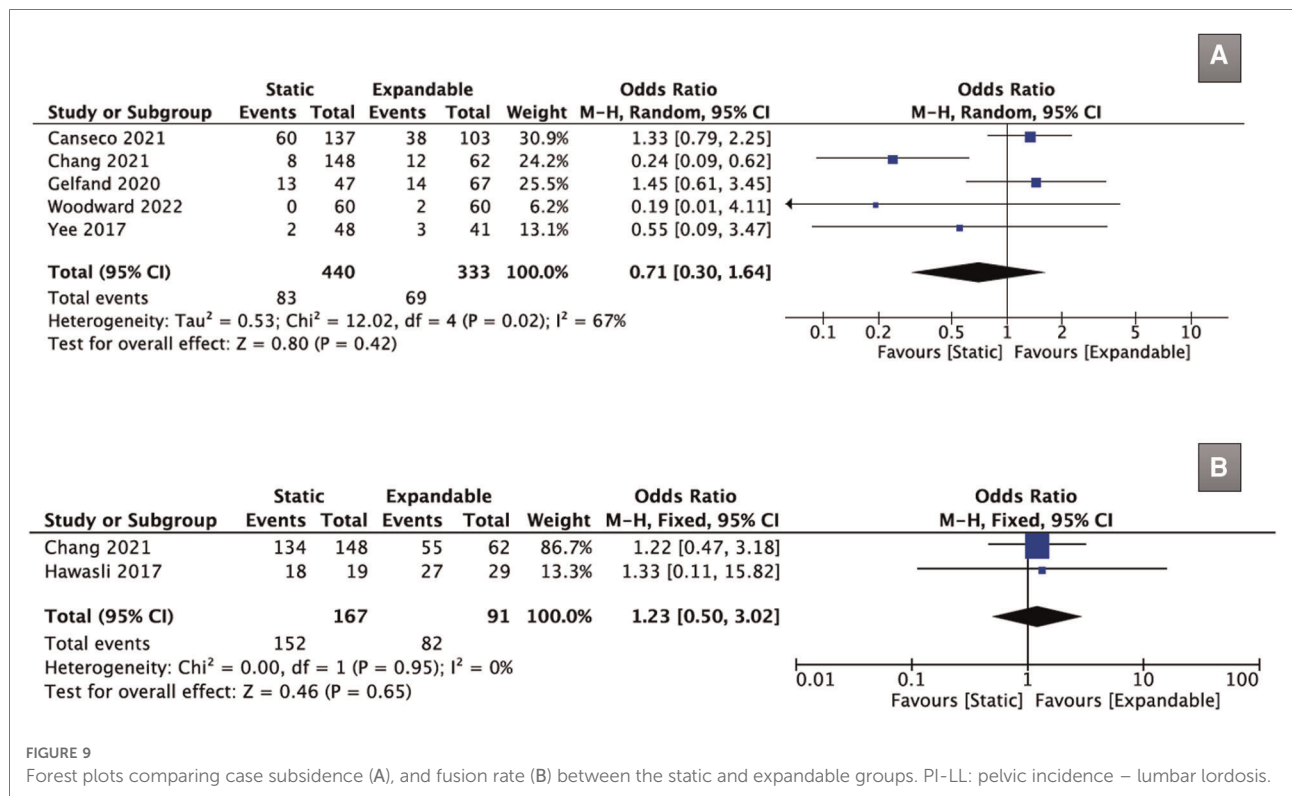 A
Static Expandable Odds Ratio Odds Ratio
Study or Subgroup Events Total Events Total Weight M-H, Random, 95% CI M-H, Random, 95% CI
Canseco 2021 60 137 38 103 30.9% 1.33 [0.79, 2.25]
Chang 2021 8 148 12 62 24.2% 0.24 [0.09, 0.62]
Gelfand 2020 13 47 14 67 25.5% 1.45 [0.61, 3.45]
Woodward 2022 0 60 2 60 6.2% 0.19 [0.01, 4.11]
Yee 2017 2 48 3 41 13.1% 0.55 [0.09, 3.47]
Total (95% CI) 440 333 100.0% 0.71 [0.30, 1.64]
Total events 83 69
Heterogeneity: Tau² = 0.53; Chi² = 12.02, df = 4 (P = 0.02); I² = 67%
Test for overall effect: Z = 0.80 (P = 0.42)
0.1 0.2 0.5 1 2 5 10
Favours [Static] Favours [Expandable]
B
Static Expandable Odds Ratio Odds Ratio
Study or Subgroup Events Total Events Total Weight M-H, Fixed, 95% CI M-H, Fixed, 95% CI
Chang 2021 134 148 55 62 86.7% 1.22 [0.47, 3.18]
Hawasli 2017 18 19 27 29 13.3% 1.33 [0.11, 15.82]
Total (95% CI) 167 91 100.0% 1.23 [0.50, 3.02]
Total events 152 82
Heterogeneity: Chi² = 0.00, df = 1 (P = 0.95); I² = 0%
Test for overall effect: Z = 0.46 (P = 0.65)
0.01 0.1 1 10 100
Favours [Static] Favours [Expandable]
FIGURE 9
Forest plots comparing case subsidence (A), and fusion rate (B) between the static and expandable groups. PI-LL: pelvic incidence – lumbar lordosis.